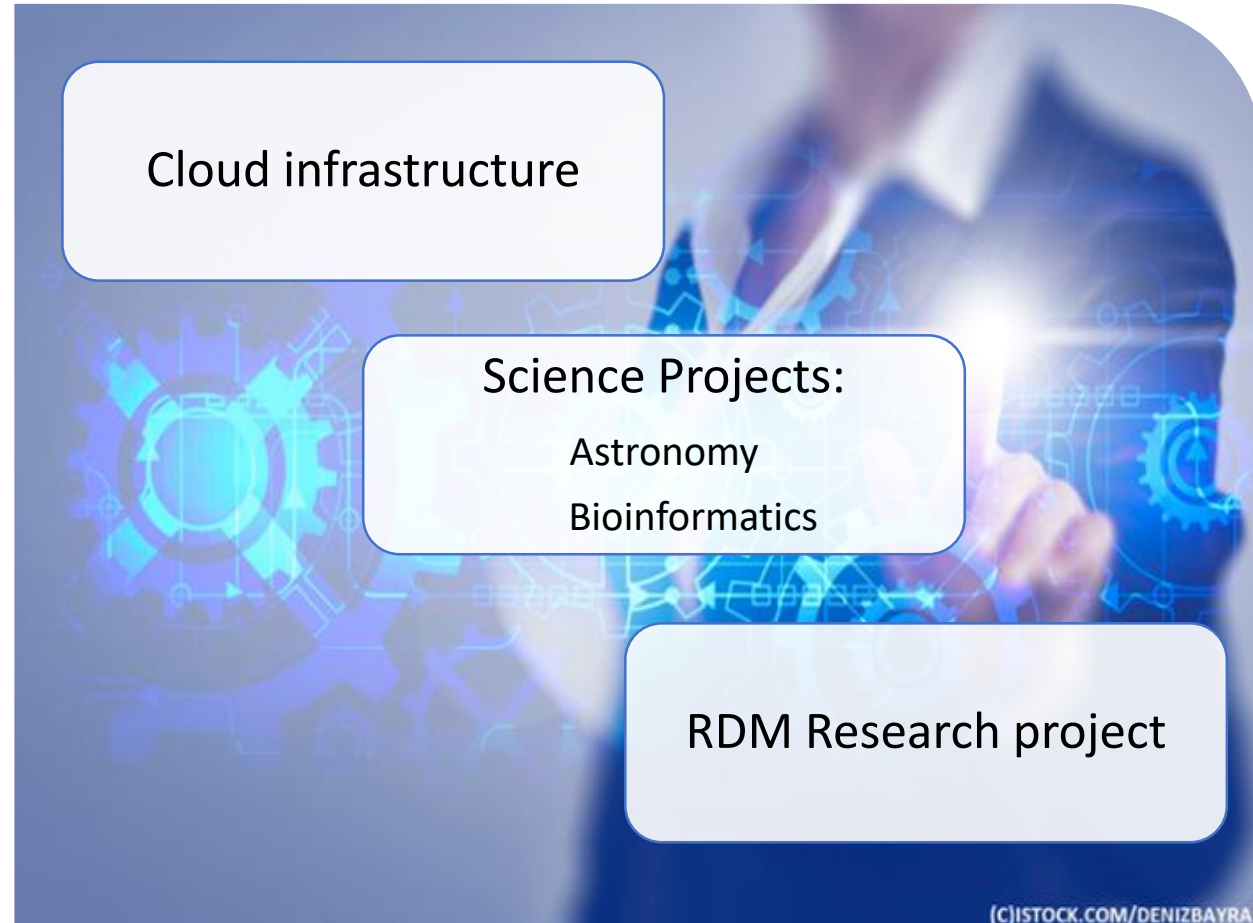 Cloud infrastructure
Science Projects:
Astronomy
Bioinformatics
RDM Research project
(C)ISTOCK.COM/DENIZBAYRA